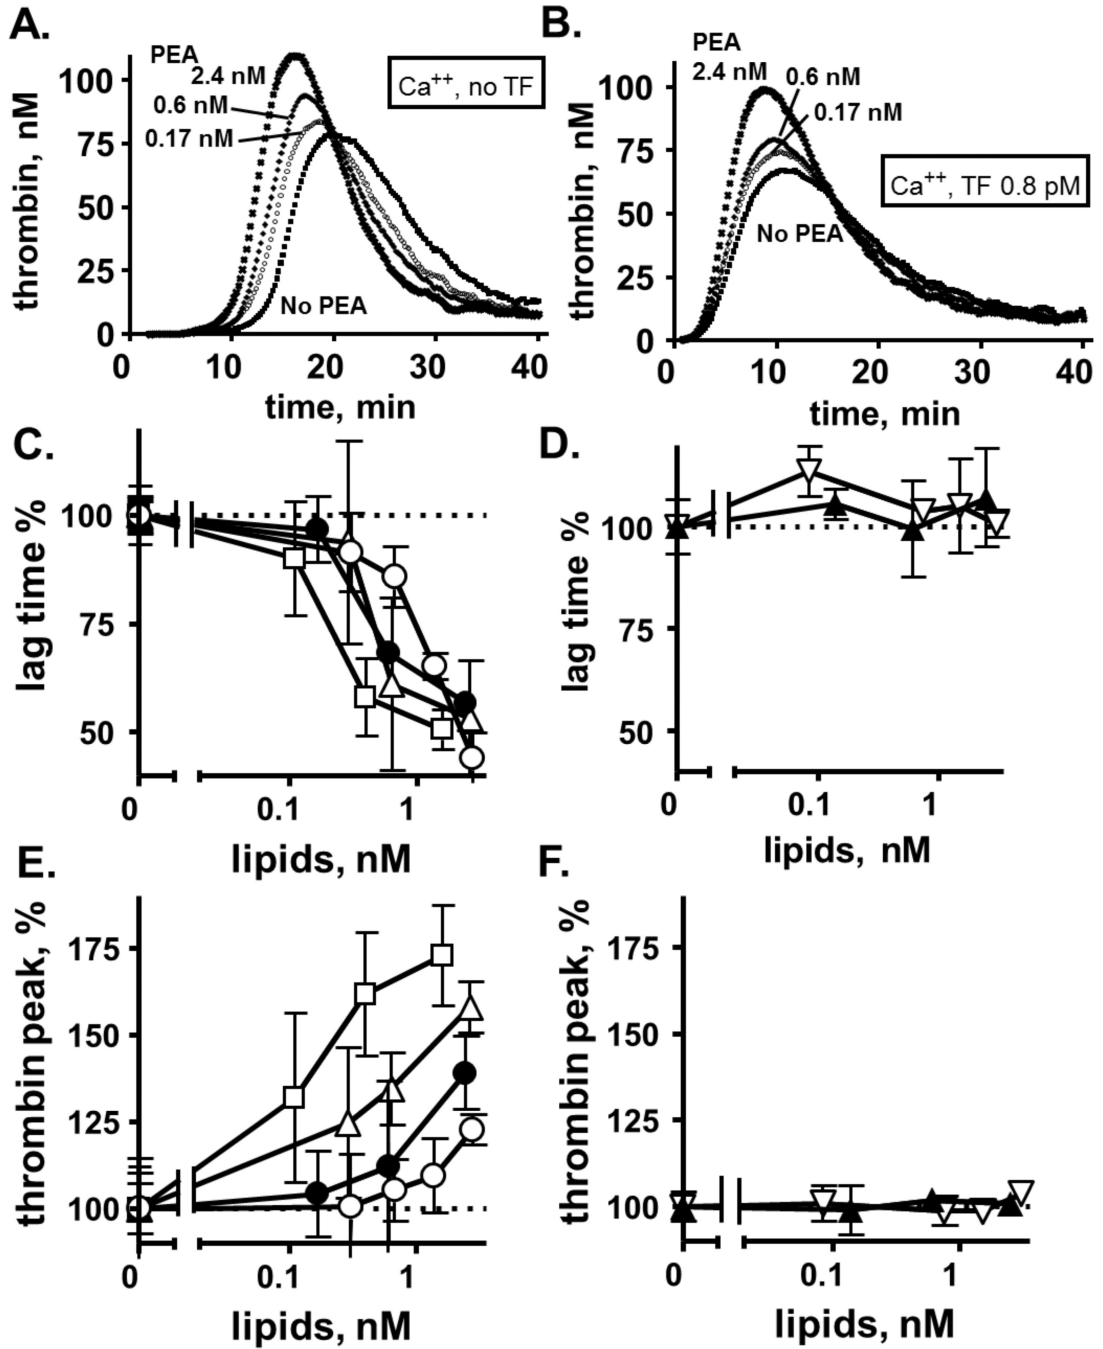 A.
thrombin, nM
100
75
50
25
0
PEA
2.4 nM
0.6 nM
0.17 nM
Ca++, no TF
No PEA
0 10 20 30 40
time, min
B.
thrombin, nM
100
75
50
25
0
PEA
2.4 nM
0.6 nM
0.17 nM
Ca++, TF 0.8 pM
No PEA
0 10 20 30 40
time, min
C.
lag time %
100
75
50
0 0.1 1
lipids, nM
D.
lag time %
100
75
50
0 0.1 1
lipids, nM
E.
thrombin peak, %
175
150
125
100
0 0.1 1
lipids, nM
F.
thrombin peak, %
175
150
125
100
0 0.1 1
lipids, nM